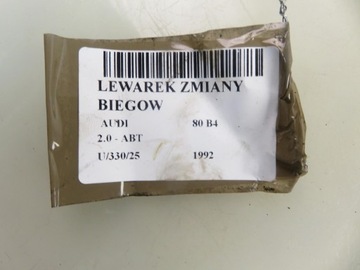 LEWAREK ZMIANY
BIEGOW
AUDI 80 B4
2.0 - ABT
U/330/25 1992